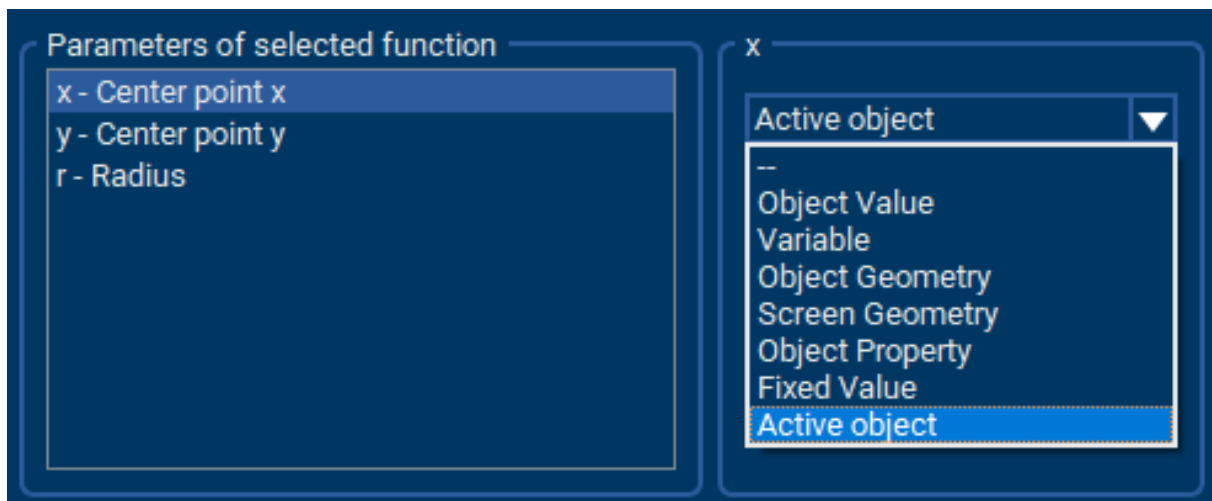 Parameters of selected function
x - Center point x
y - Center point y
r - Radius
x
Active object
--
Object Value
Variable
Object Geometry
Screen Geometry
Object Property
Fixed Value
Active object